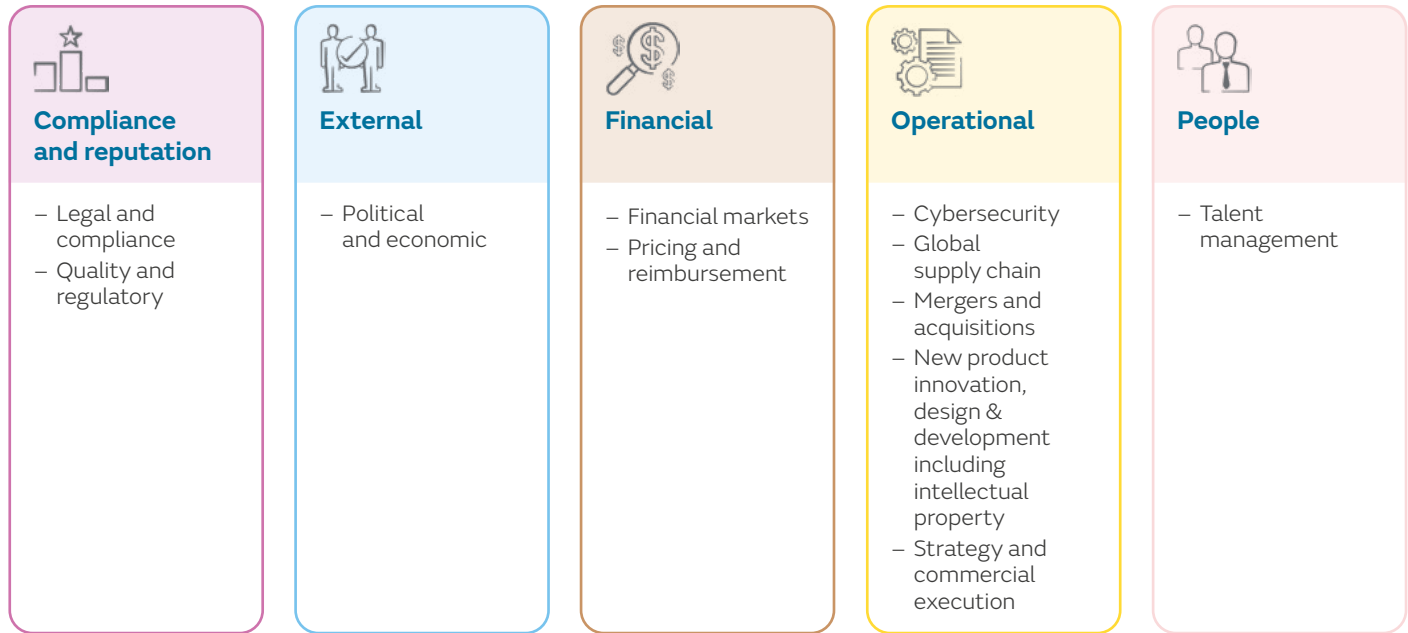 Compliance
and reputation
– Legal and
compliance
– Quality and
regulatory
External
– Political
and economic
Financial
– Financial markets
– Pricing and
reimbursement
Operational
– Cybersecurity
– Global
supply chain
– Mergers and
acquisitions
– New product
innovation,
design &
development
including
intellectual
property
– Strategy and
commercial
execution
People
– Talent
management